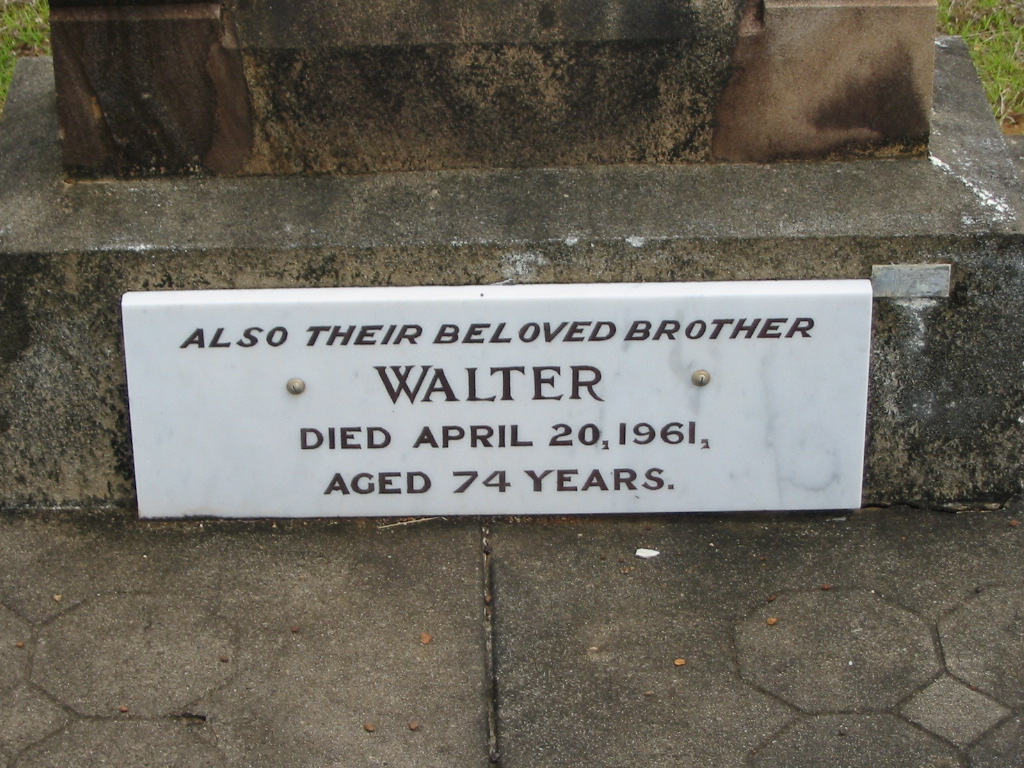 ALSO THEIR BELOVED BROTHER
WALTER
DIED APRIL 20, 1961,
AGED 74 YEARS.